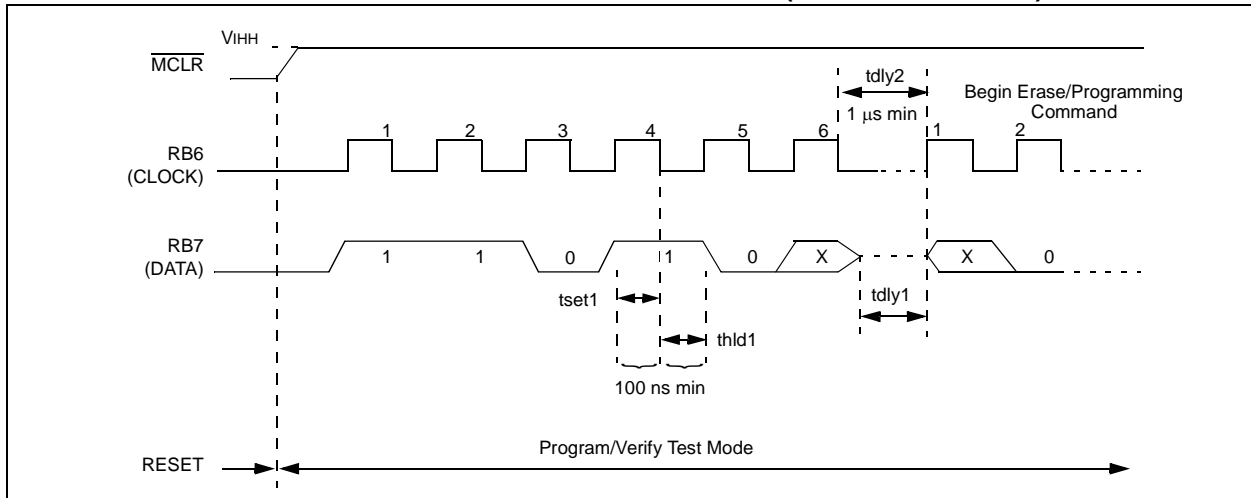 VIHH
MCLR
tdly2
1 µs min
Begin Erase/Programming
Command
1 2 3 4 5 6 1 2
RB6
(CLOCK)
RB7
(DATA)
1 1 0 1 0 X X 0
tset1
tdly1
thld1
100 ns min
Program/Verify Test Mode
RESET